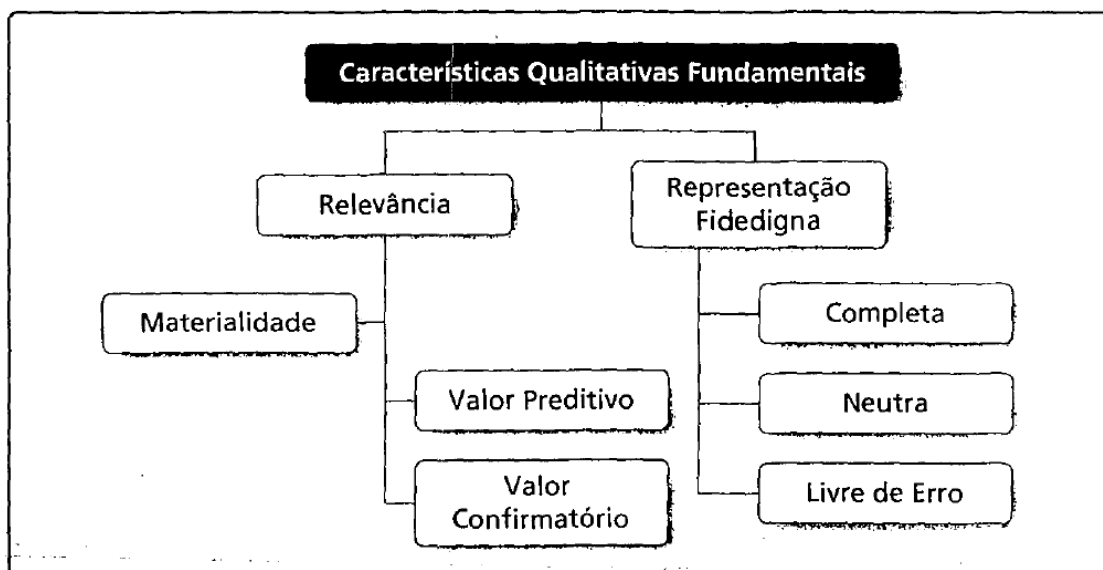 Características Qualitativas Fundamentais
Relevância
Representação
Fidedigna
Materialidade
Completa
Valor Preditivo
Neutra
Valor
Confirmatório
Livre de Erro